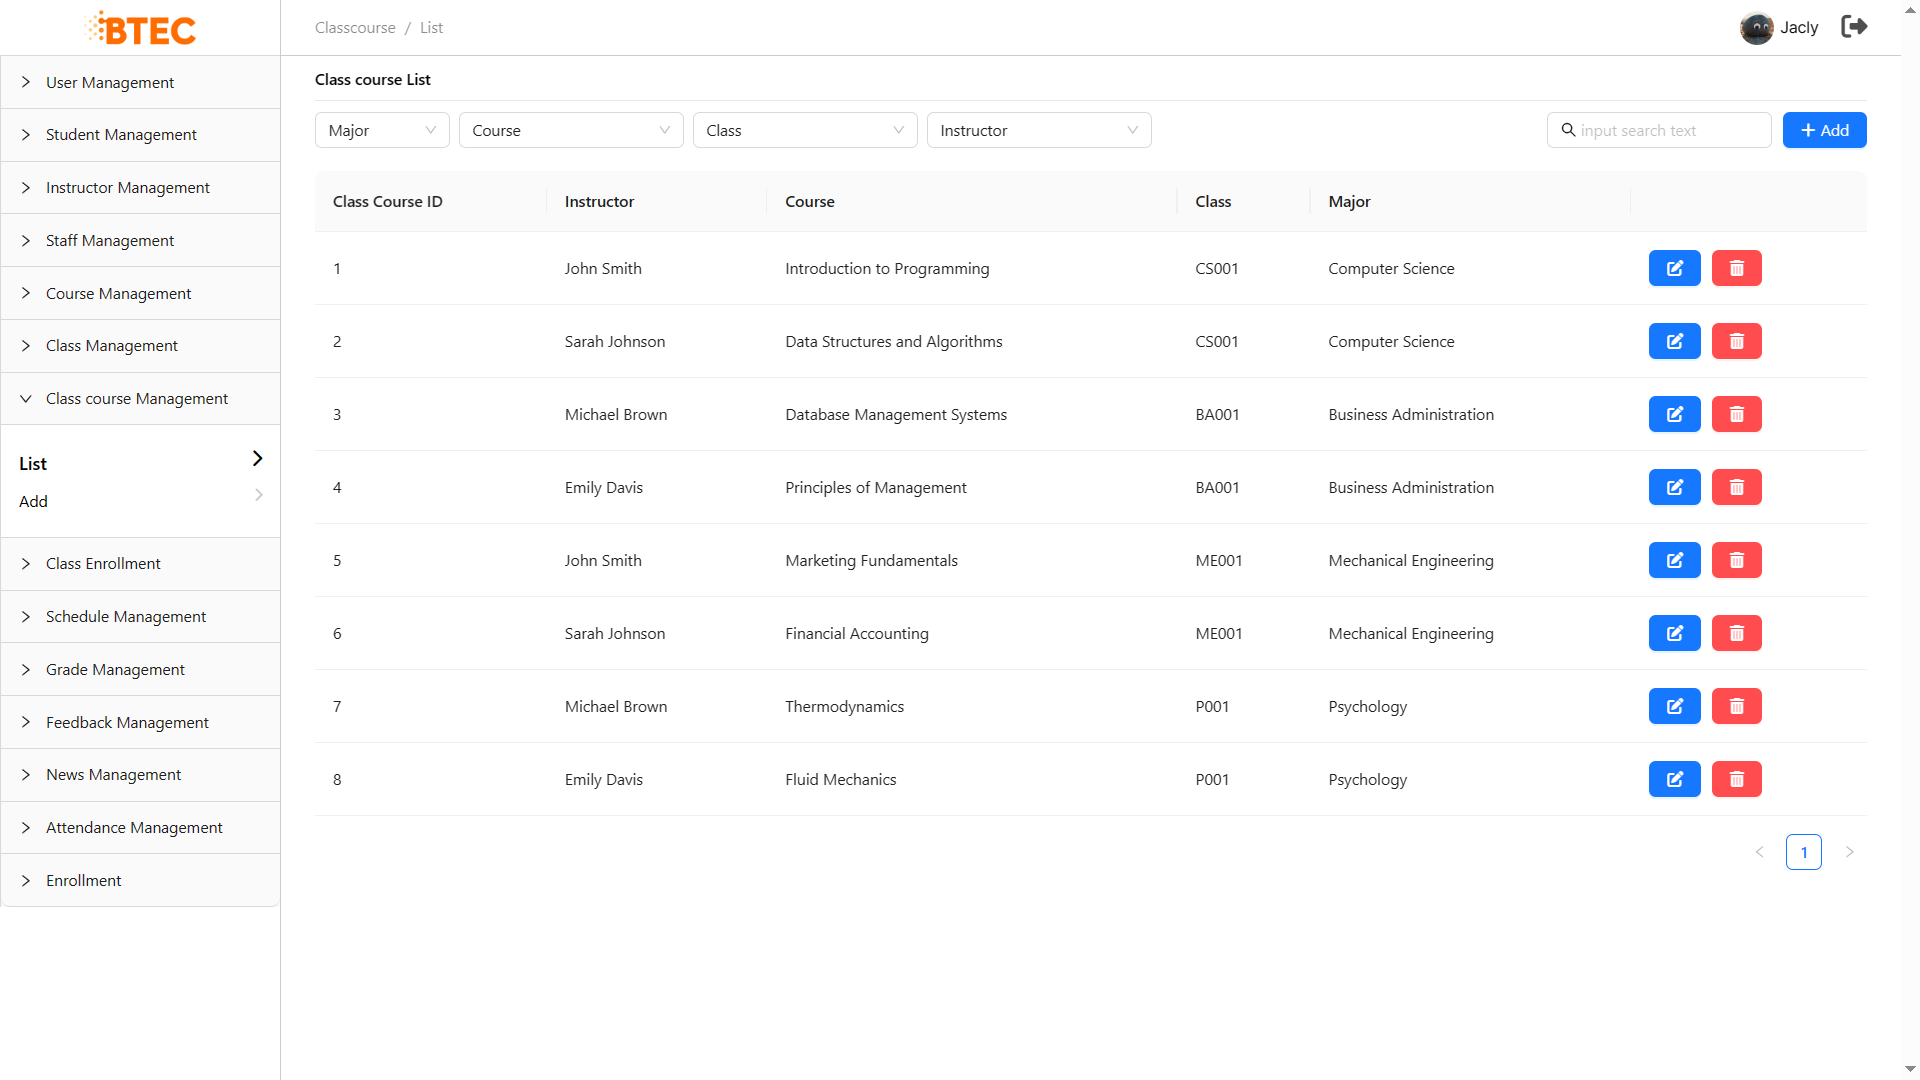 BTEC
Classcourse / List
Jacly
User Management
Student Management
Instructor Management
Staff Management
Course Management
Class Management
Class course Management
List
Add
Class Enrollment
Schedule Management
Grade Management
Feedback Management
News Management
Attendance Management
Enrollment
Class course List
Major Course Class Instructor input search text + Add
Class Course ID Instructor Course Class Major
1 John Smith Introduction to Programming CS001 Computer Science
2 Sarah Johnson Data Structures and Algorithms CS001 Computer Science
3 Michael Brown Database Management Systems BA001 Business Administration
4 Emily Davis Principles of Management BA001 Business Administration
5 John Smith Marketing Fundamentals ME001 Mechanical Engineering
6 Sarah Johnson Financial Accounting ME001 Mechanical Engineering
7 Michael Brown Thermodynamics P001 Psychology
8 Emily Davis Fluid Mechanics P001 Psychology
1